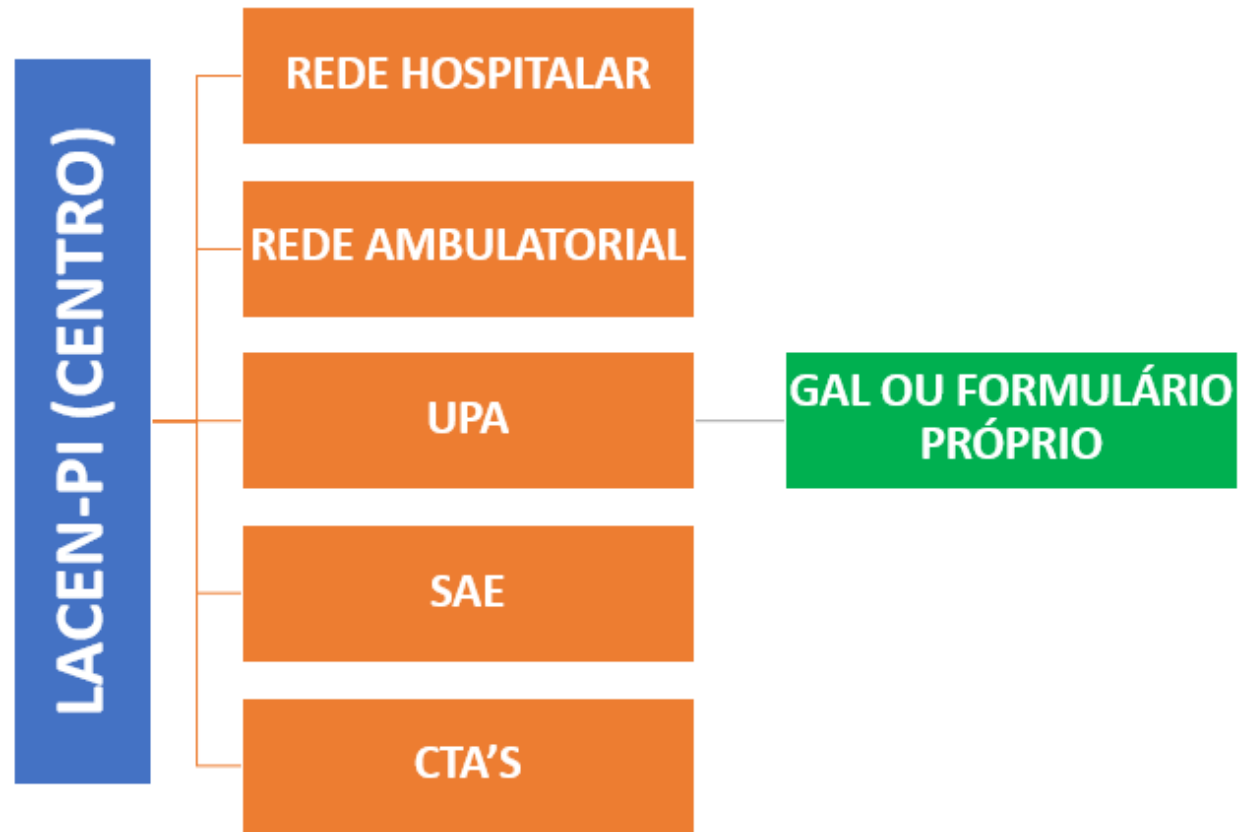 LACEN-PI (CENTRO)
REDE HOSPITALAR
REDE AMBULATORIAL
UPA
SAE
CTA’S
GAL OU FORMULÁRIO
PRÓPRIO